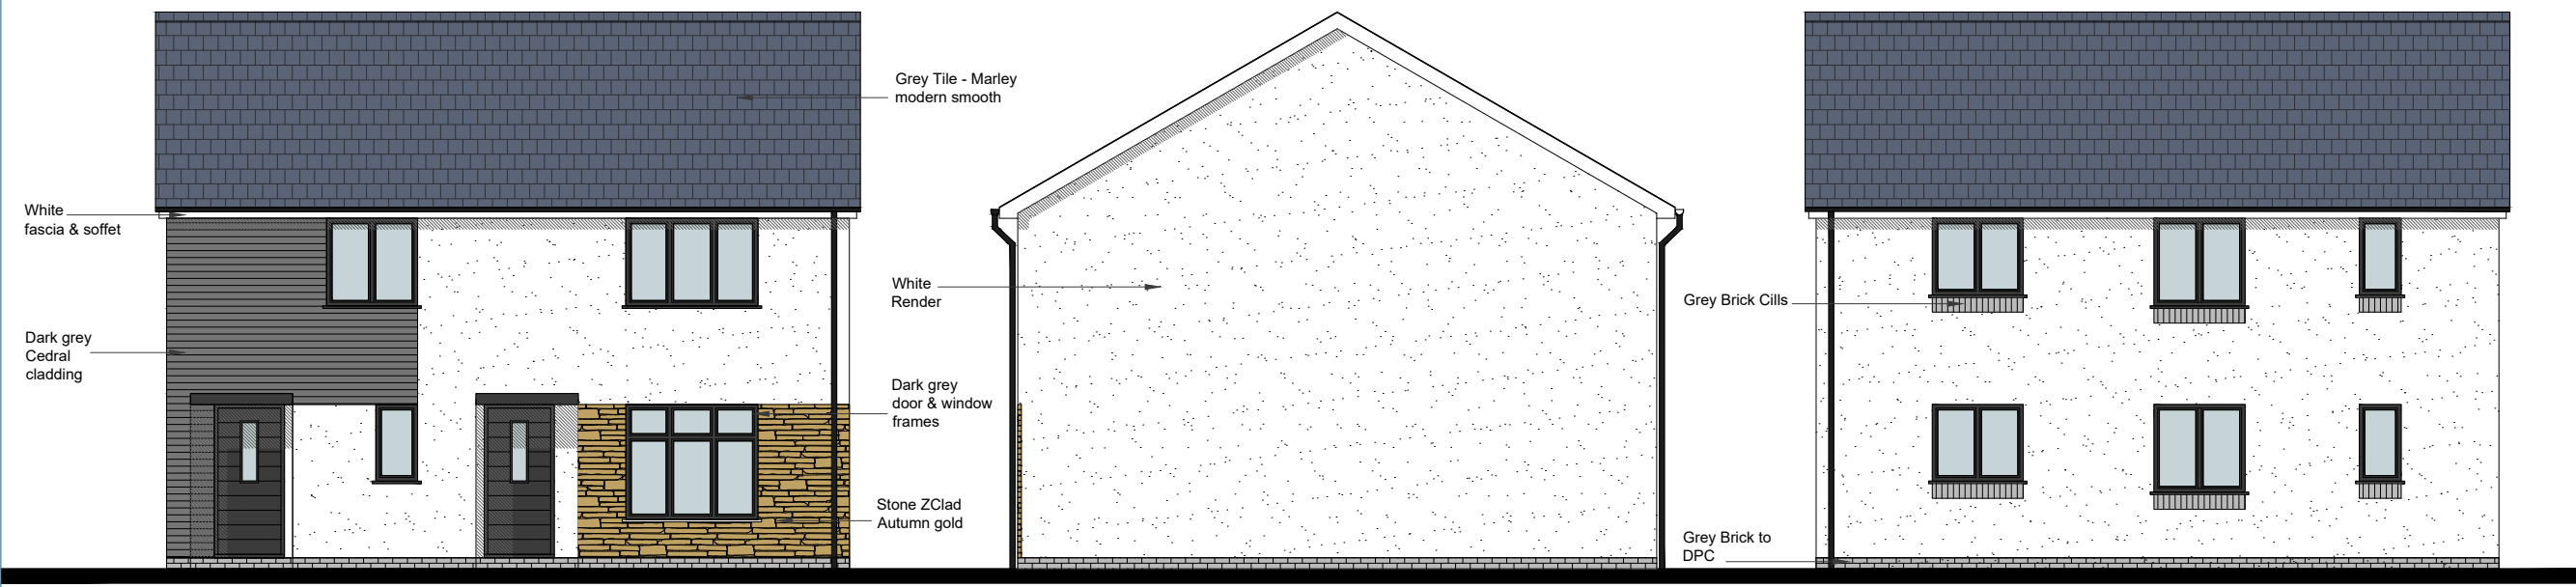 Grey Tile - Marley
modern smooth
White
fascia & soffet
Dark grey
Cedral
cladding
White
Render
Dark grey
door & window
frames
Stone ZClad
Autumn gold
Grey Brick Cills
Grey Brick to
DPC